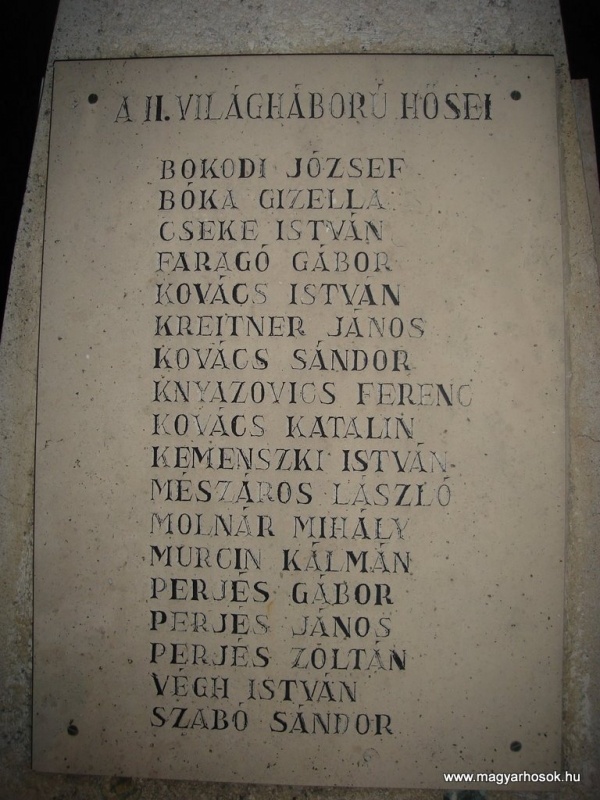 A II. VILÁGHÁBORÚ HŐSEI
BOKODI JÓZSEF
BÓKA GIZELLA
CSEKE ISTVÁN
FARAGÓ GÁBOR
KOVÁCS ISTVÁN
KREITNER JÁNOS
KOVÁCS SÁNDOR
KNYAZOVICS FERENC
KOVÁCS KATALIN
KEMENSZKI ISTVÁN
MÉSZÁROS LÁSZLÓ
MOLNÁR MIHÁLY
MURCIN KÁLMÁN
PERJÉS GÁBOR
PERJÉS JÁNOS
PERJÉS ZOLTÁN
VÉGH ISTVÁN
SZABÓ SÁNDOR
www.magyarhosok.hu